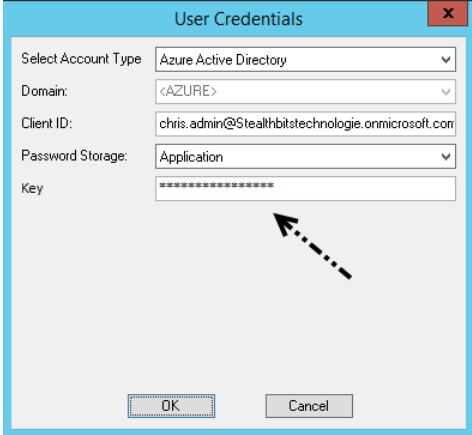 User Credentials
x
Select Account Type Azure Active Directory
Domain: <AZURE>
Client ID: chris.admin@Stealthbitstechnologie.onmicrosoft.com
Password Storage: Application
Key ****************
OK Cancel